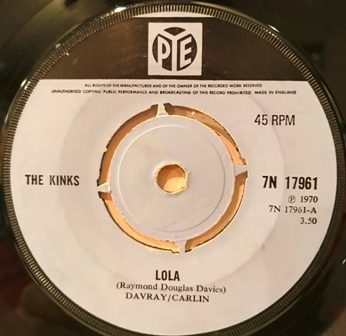 PYE
ALL RIGHTS OF THE MANUFACTURER AND OF THE OWNER OF THE RECORDED WORK RESERVED
UNAUTHORISED COPYING PUBLIC PERFORMANCE AND BROADCASTING OF THIS RECORD PROHIBITED MADE IN ENGLAND
45 RPM
THE KINKS
7N 17961
℗ 1970
7N 17961-A
3.50
LOLA
(Raymond Douglas Davies)
DAVRAY/CARLIN